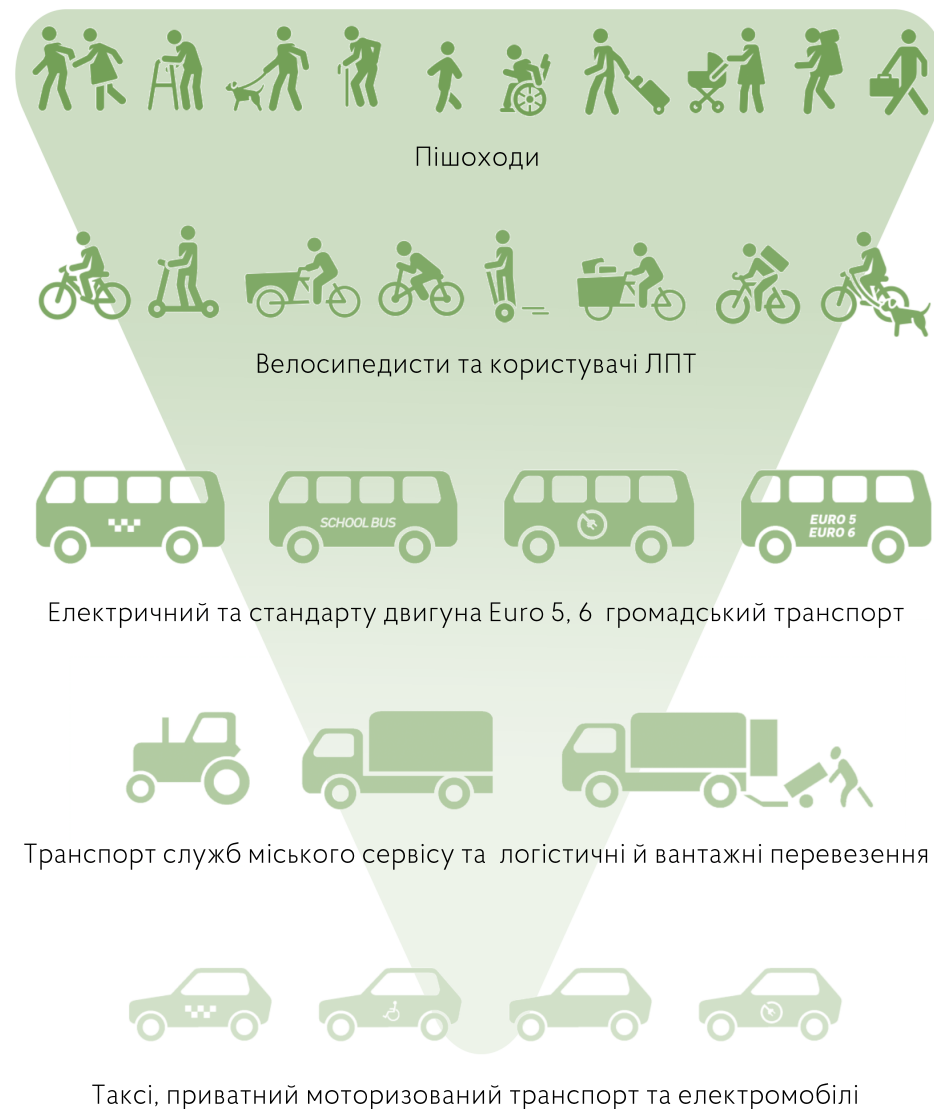 Пішоходи
Велосипедисти та користувачі ЛПТ
SCHOOL BUS
EURO 5
EURO 6
Електричний та стандарту двигуна Euro 5, 6 громадський транспорт
Транспорт служб міського сервісу та логістичні й вантажні перевезення
Таксі, приватний моторизований транспорт та електромобілі